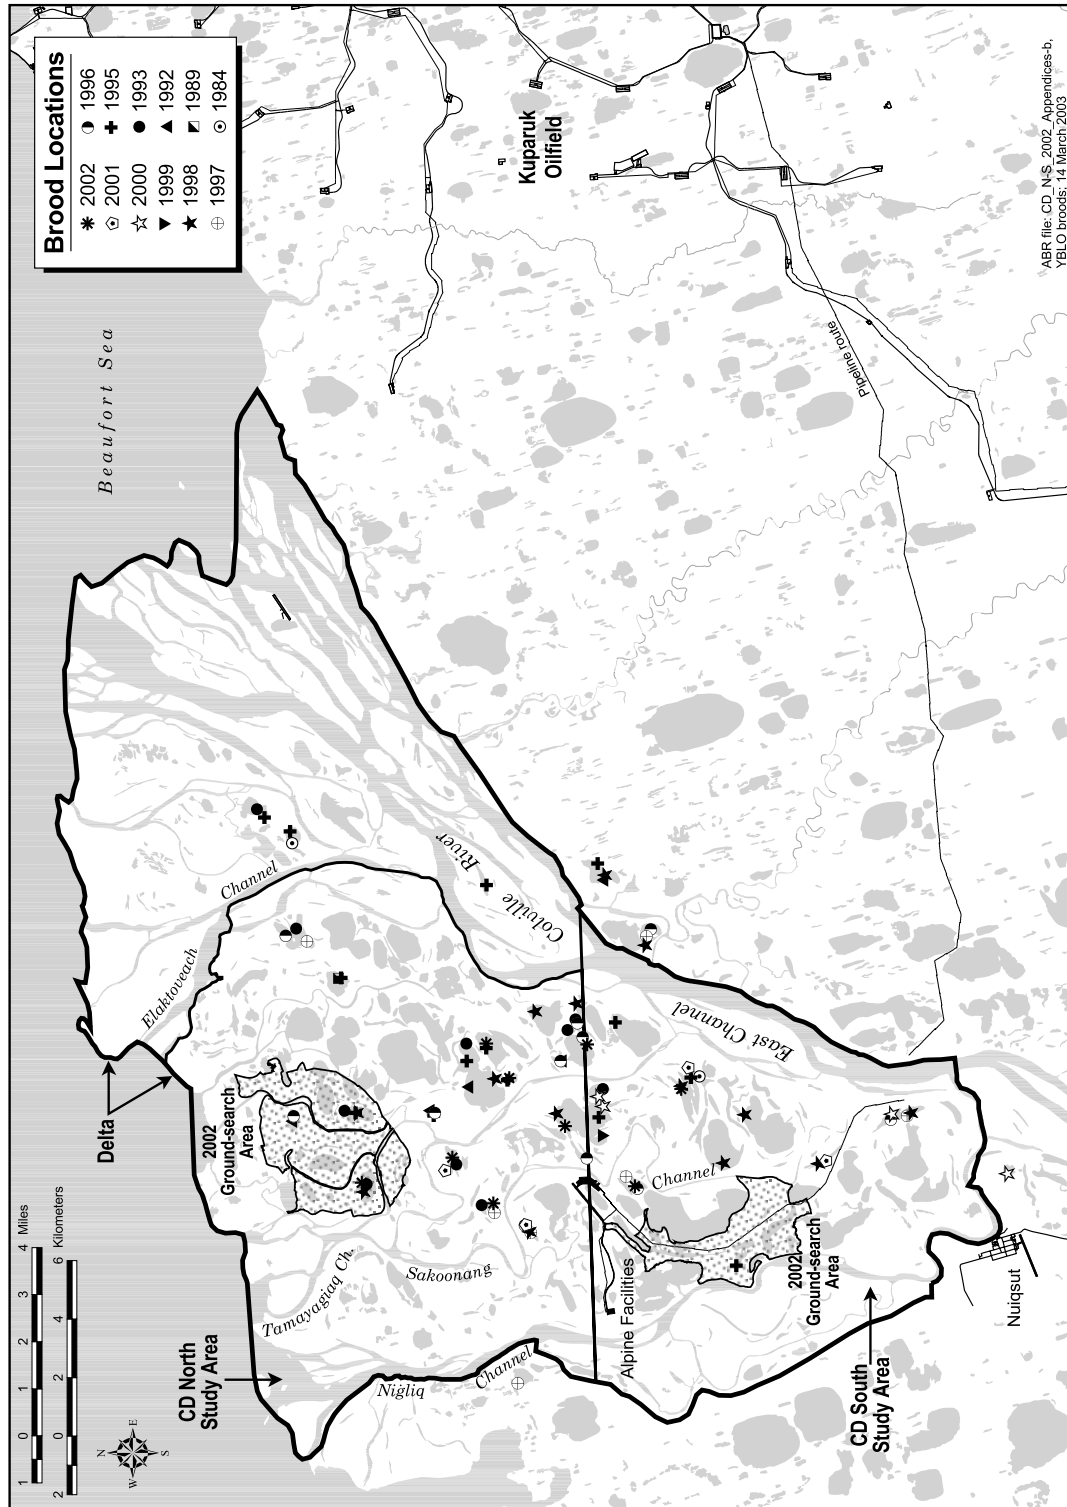 Brood Locations
2002
2001
2000
1999
1998
1997
1996
1995
1993
1992
1989
1984
Beaufort Sea
Kuparuk
Oilfield
Pipeline route
Delta
Elaktoveach
Channel
Colville
River
East Channel
2002
Ground-search
Area
Tamayagiaq Ch.
Sakoonang
Channel
CD North
Study Area
Nigliq
Channel
Alpine Facilities
2002
Ground-search
Area
CD South
Study Area
Nuiqsut
1 0 1 2 3 4 Miles
2 0 2 4 6 Kilometers
N
E
S
W
ABR file: CD_N-S_2002_Appendices-b,
YBLO broods; 14 March 2003